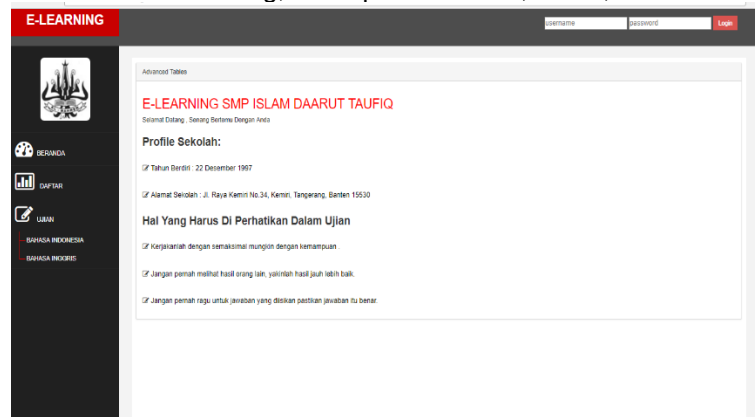 E-LEARNING
username
password
Login
Advanced Tables
E-LEARNING SMP ISLAM DAARUT TAUFIQ
Selamat Datang , Senang Bertemu Dengan Anda
Profile Sekolah:
Tahun Berdiri : 22 Desember 1997
Alamat Sekolah : Jl. Raya Kemiri No.34, Kemiri, Tangerang, Banten 15530
Hal Yang Harus Di Perhatikan Dalam Ujian
Kerjakanlah dengan semaksimal mungkin dengan kemampuan .
Jangan pernah melihat hasil orang lain, yakinlah hasil jauh lebih baik.
Jangan pernah ragu untuk jawaban yang diisikan pastikan jawaban itu benar.
BERANDA
DAFTAR
UJIAN
BAHASA INDONESIA
BAHASA INGGRIS